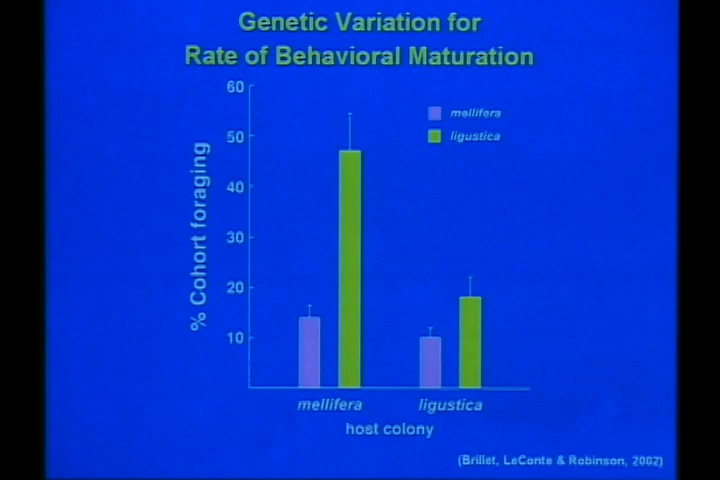 Genetic Variation for
Rate of Behavioral Maturation
60
50
40
30
20
10
% Cohort foraging
mellifera
ligustica
mellifera
ligustica
host colony
(Brillet, LeConte & Robinson, 2002)